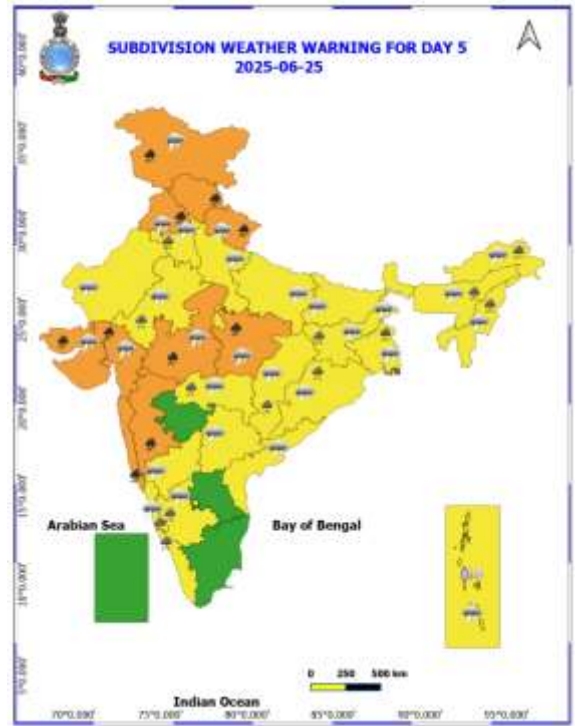 SUBDIVISION WEATHER WARNING FOR DAY 5
2025-06-25
Arabian Sea
Bay of Bengal
0 250 500 km
Indian Ocean
70°0.000' 75°0.000' 80°0.000' 85°0.000' 90°0.000' 95°0.000'